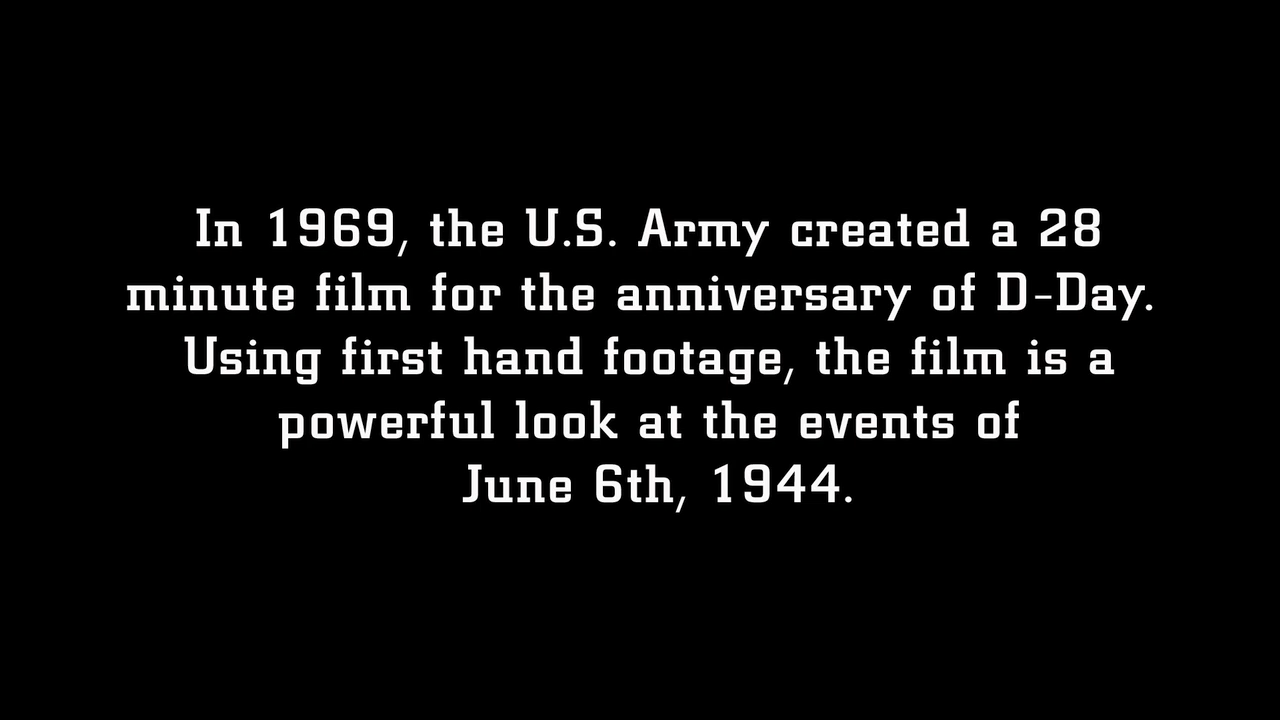 In 1969, the U.S. Army created a 28
minute film for the anniversary of D-Day.
Using first hand footage, the film is a
powerful look at the events of
June 6th, 1944.